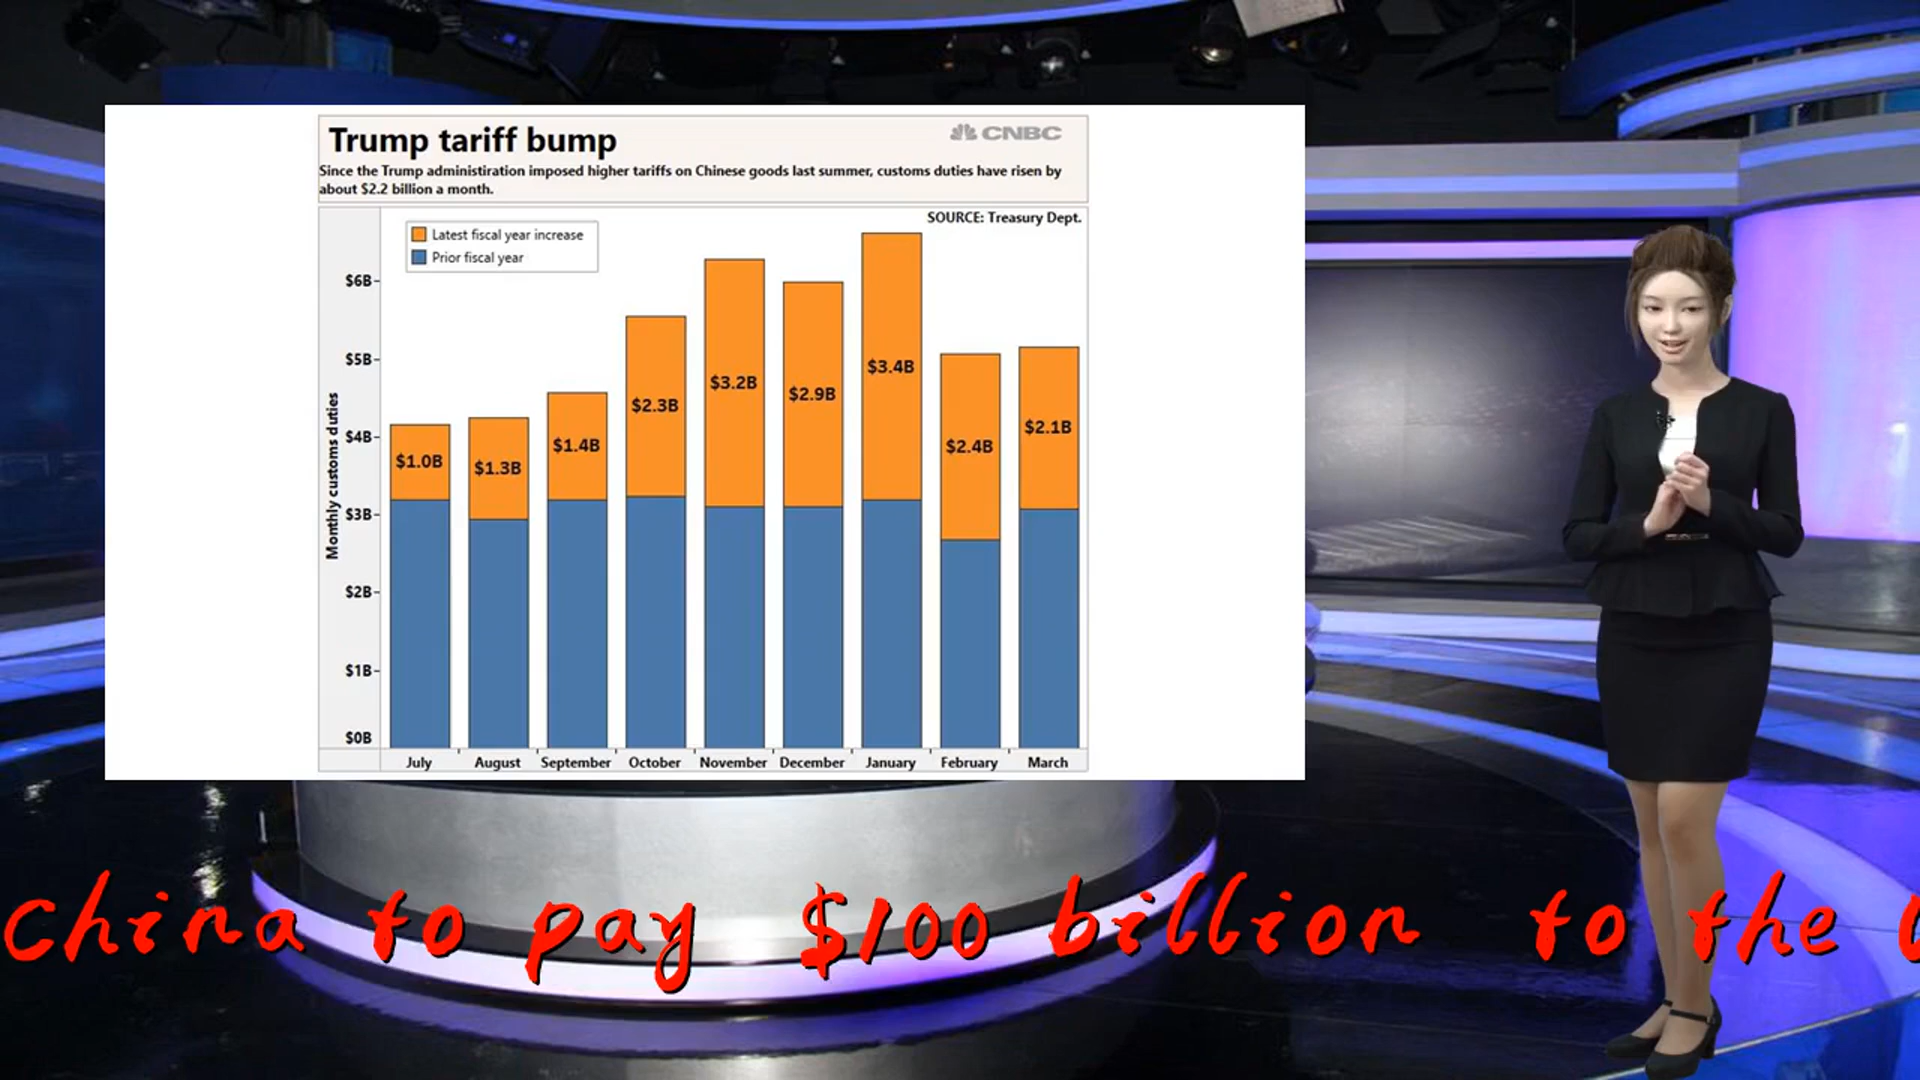 Trump tariff bump
CNBC
Since the Trump administiration imposed higher tariffs on Chinese goods last summer, customs duties have risen by
about $2.2 billion a month.
SOURCE: Treasury Dept.
Latest fiscal year increase
Prior fiscal year
Monthly customs duties
$6B
$5B
$4B
$3B
$2B
$1B
$0B
$1.0B
$1.3B
$1.4B
$2.3B
$3.2B
$2.9B
$3.4B
$2.4B
$2.1B
July August September October November December January February March
China to pay $100 billion to the